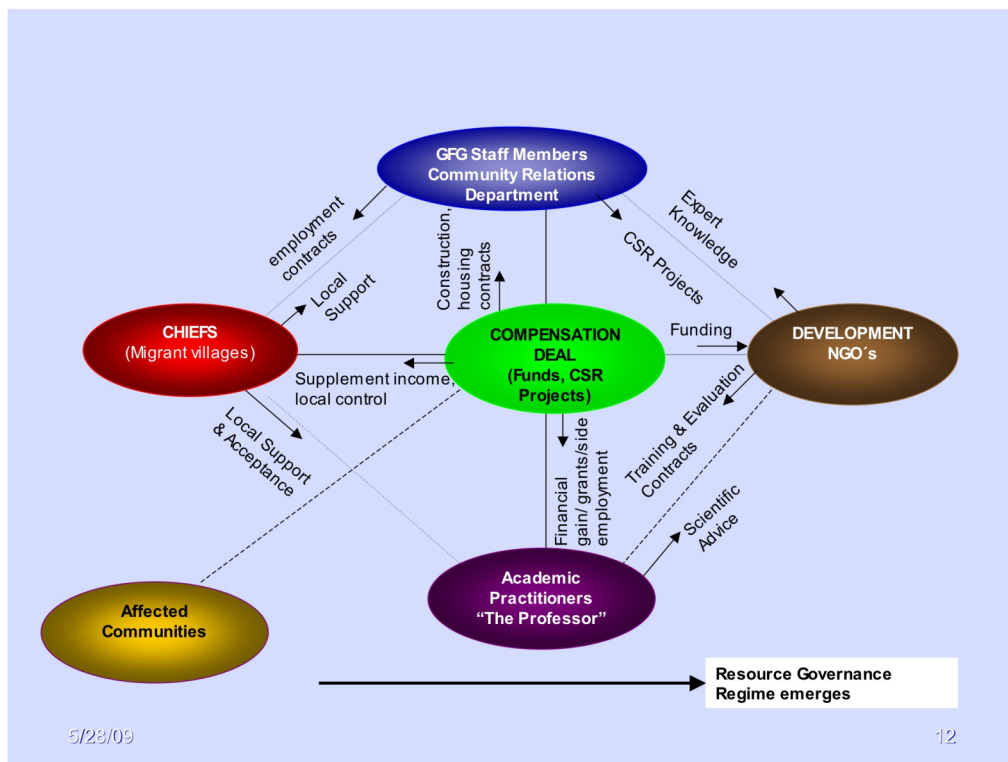 GFG Staff Members
Community Relations
Department
employment
contracts
Local
Support
Construction,
housing
contracts
Expert
Knowledge
CSR Projects
CHIEFS
(Migrant villages)
COMPENSATION
DEAL
(Funds, CSR
Projects)
Funding
DEVELOPMENT
NGO´s
Supplement income,
local control
Local Support
& Acceptance
Financial
gain/ grants/side
employment
Training & Evaluation
Contracts
Scientific
Advice
Academic
Practitioners
“The Professor”
Affected
Communities
Resource Governance
Regime emerges
5/28/09
12